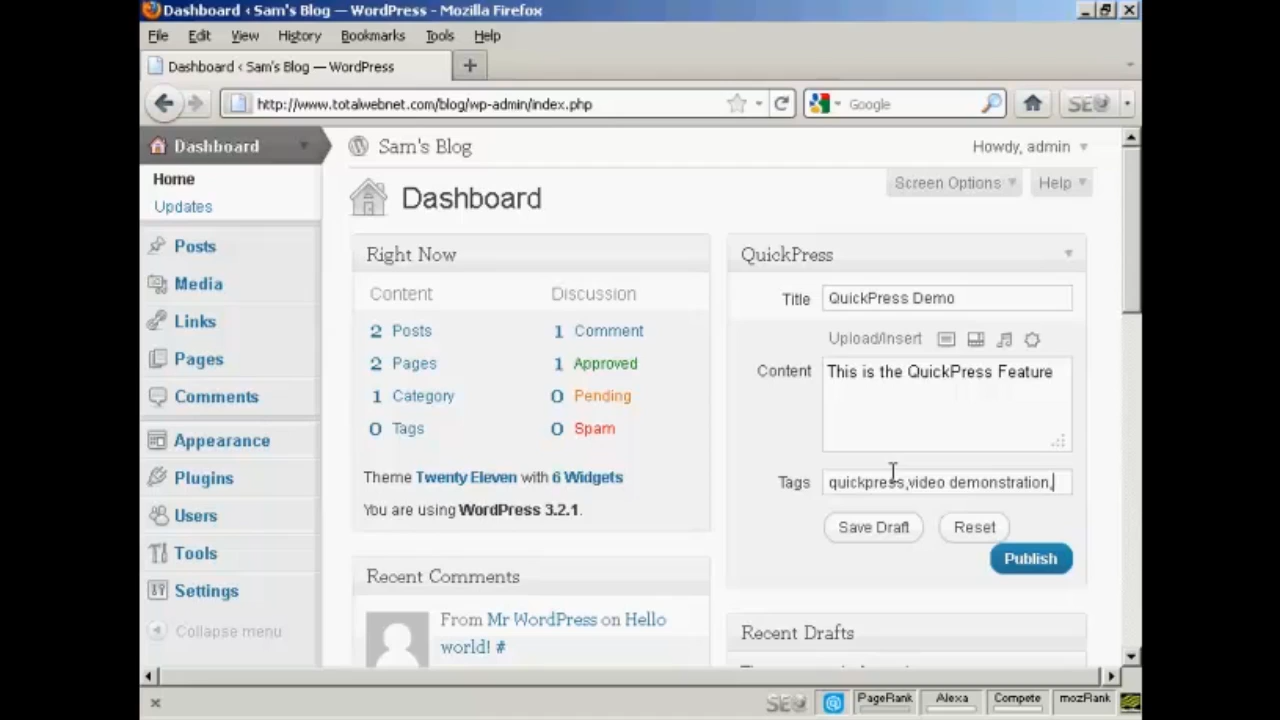 Dashboard ‹ Sam's Blog — WordPress - Mozilla Firefox
File Edit View History Bookmarks Tools Help
Dashboard ‹ Sam's Blog — WordPress
http://www.totalwebnet.com/blog/wp-admin/index.php
Google
SEO
Dashboard
Home
Updates
Posts
Media
Links
Pages
Comments
Appearance
Plugins
Users
Tools
Settings
Collapse menu
Sam's Blog
Howdy, admin
Screen Options
Help
Dashboard
Right Now
Content Discussion
2 Posts 1 Comment
2 Pages 1 Approved
1 Category 0 Pending
0 Tags 0 Spam
Theme Twenty Eleven with 6 Widgets
You are using WordPress 3.2.1.
Recent Comments
From Mr WordPress on Hello
world! #
QuickPress
Title QuickPress Demo
Upload/Insert
Content This is the QuickPress Feature
Tags quickpress,video demonstration,
Save Draft Reset
Publish
Recent Drafts
SEO PageRank Alexa Compete mozRank